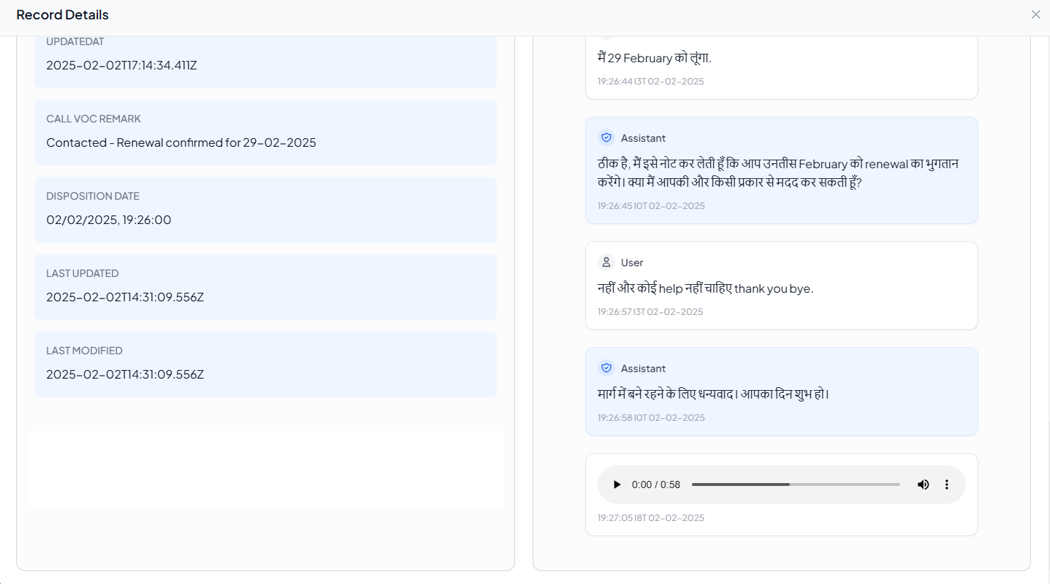 Record Details
UPDATEDAT
2025-02-02T17:14:34.411Z
CALL VOC REMARK
Contacted - Renewal confirmed for 29-02-2025
DISPOSITION DATE
02/02/2025, 19:26:00
LAST UPDATED
2025-02-02T14:31:09.556Z
LAST MODIFIED
2025-02-02T14:31:09.556Z
मैं 29 February को लूंगा.
19:26:44 I3T 02-02-2025
Assistant
ठीक है, मैं इसे नोट कर लेती हूँ कि आप उनतीस February को renewal का भुगतान
करेंगे। क्या मैं आपकी और किसी प्रकार से मदद कर सकती हूँ?
19:26:45 I0T 02-02-2025
User
नहीं और कोई help नहीं चाहिए thank you bye.
19:26:57 I3T 02-02-2025
Assistant
मार्ग में बने रहने के लिए धन्यवाद। आपका दिन शुभ हो।
19:26:58 I0T 02-02-2025
0:00 / 0:58
19:27:05 I8T 02-02-2025